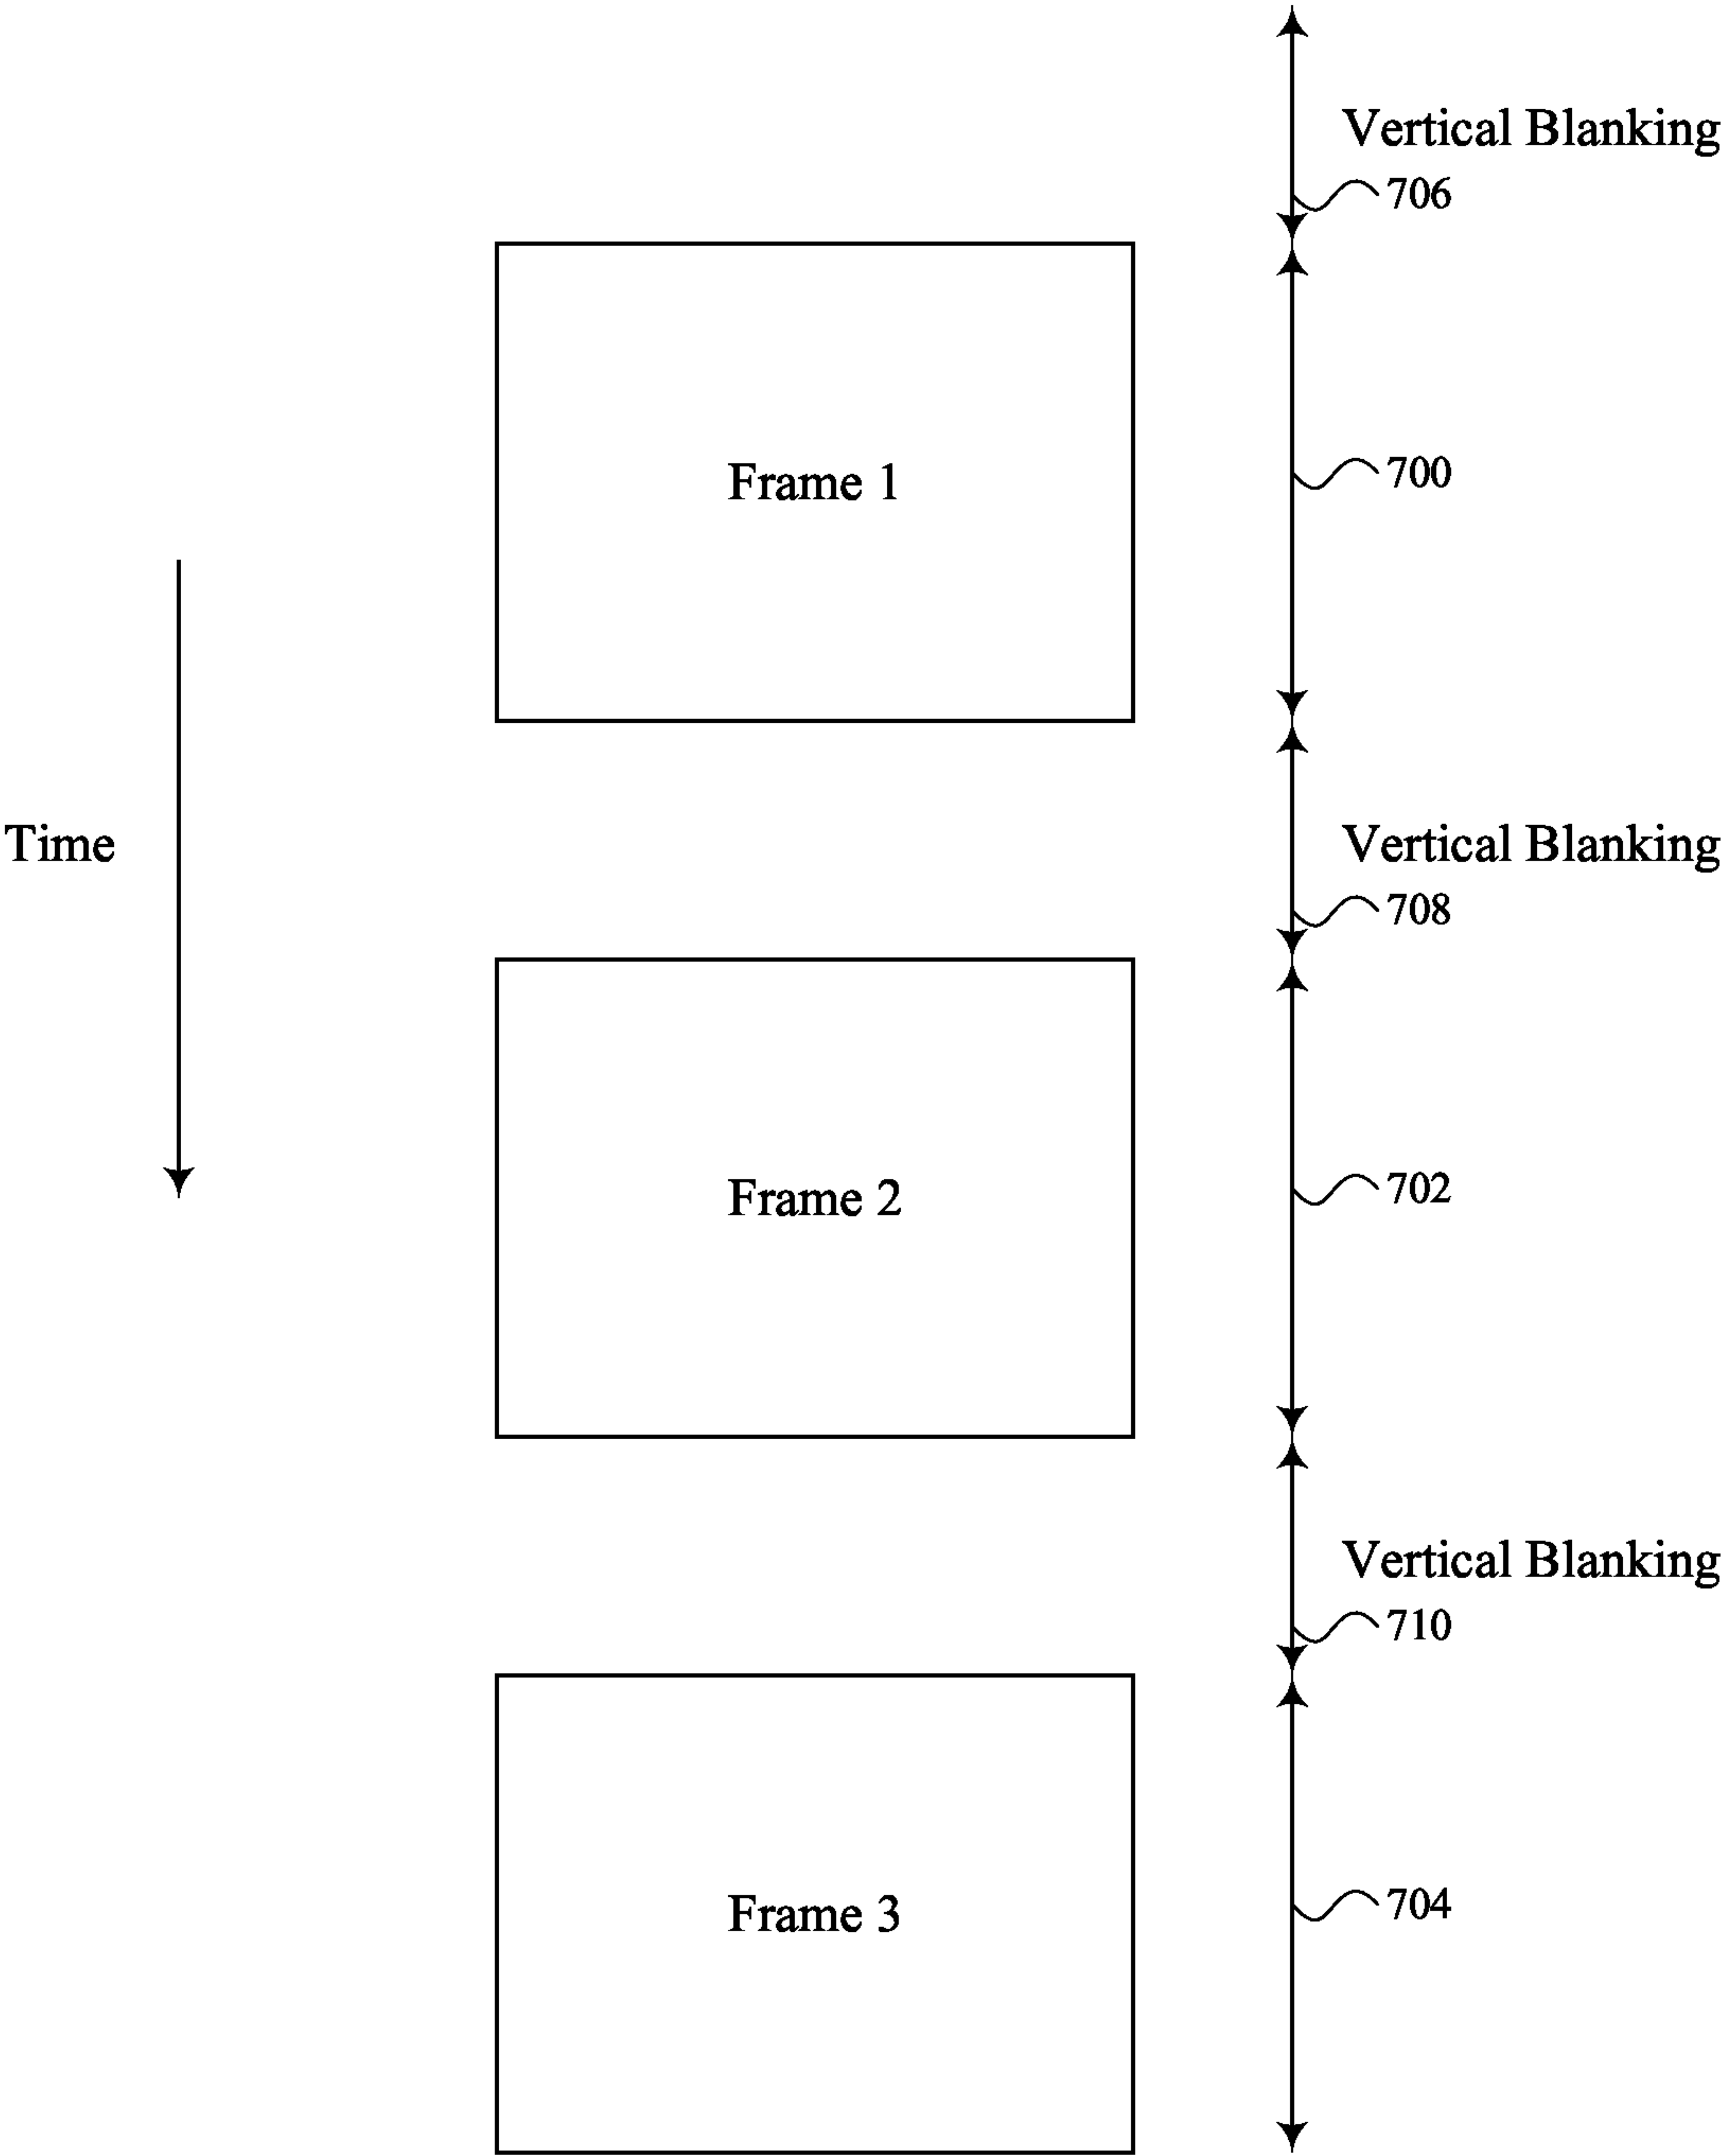 Vertical Blanking
706
Frame 1
700
Time
Vertical Blanking
708
Frame 2
702
Vertical Blanking
710
Frame 3
704